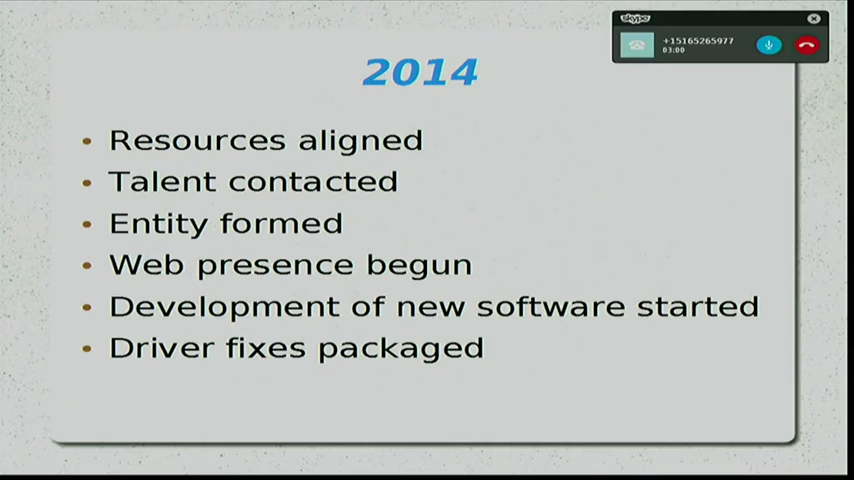 skype
+15165265977
03:00
2014
• Resources aligned
• Talent contacted
• Entity formed
• Web presence begun
• Development of new software started
• Driver fixes packaged